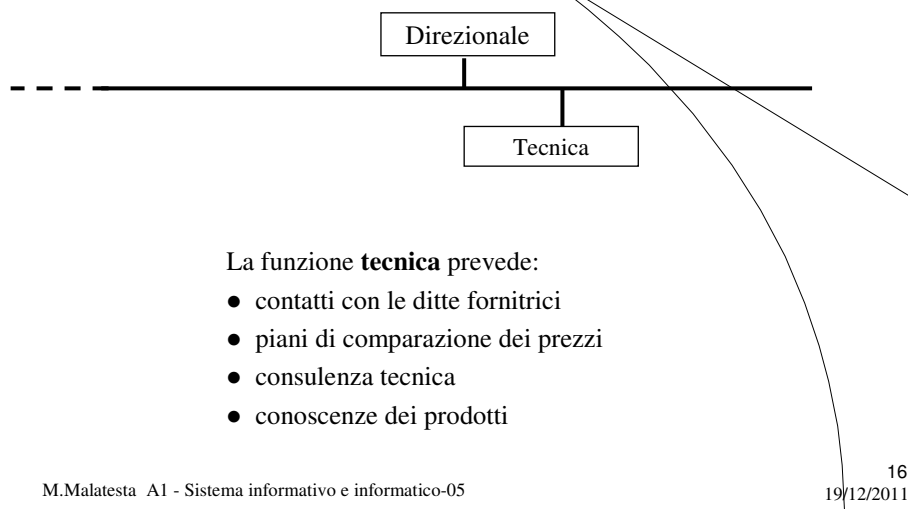 Direzionale
Tecnica
La funzione tecnica prevede:
● contatti con le ditte fornitrici
● piani di comparazione dei prezzi
● consulenza tecnica
● conoscenze dei prodotti
M.Malatesta A1 - Sistema informativo e informatico-05
16
19/12/2011